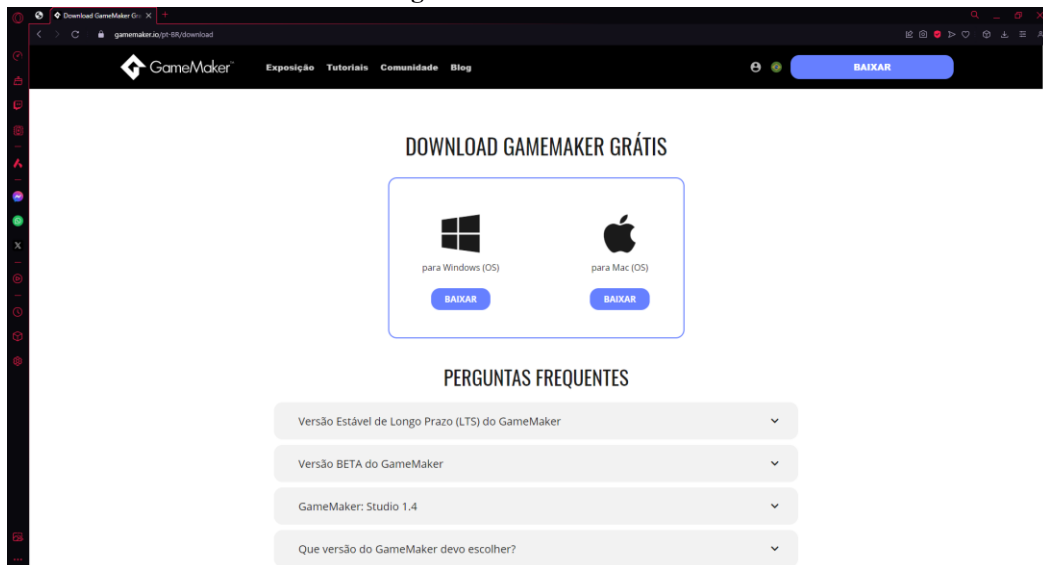 Download GameMaker Gra
gamemaker.io/pt-BR/download
GameMaker™
Exposição Tutoriais Comunidade Blog
BAIXAR
DOWNLOAD GAMEMAKER GRÁTIS
para Windows (OS) para Mac (OS)
BAIXAR BAIXAR
PERGUNTAS FREQUENTES
Versão Estável de Longo Prazo (LTS) do GameMaker
Versão BETA do GameMaker
GameMaker: Studio 1.4
Que versão do GameMaker devo escolher?